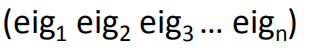 (eig₁ eig₂ eig₃ … eigₙ)